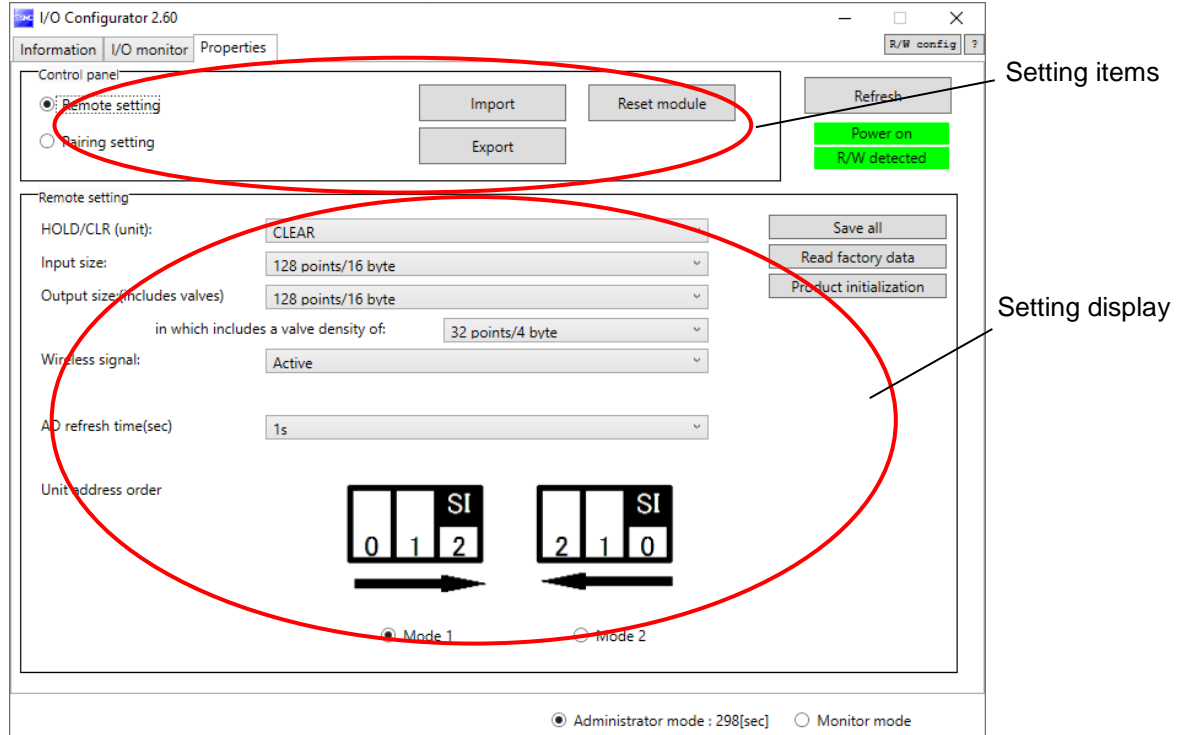 SMC I/O Configurator 2.60
Information I/O monitor Properties R/W config ?
Control panel
Remote setting Import Reset module Refresh
Pairing setting Export Power on
R/W detected
Setting items
Remote setting
HOLD/CLR (unit): CLEAR Save all
Input size: 128 points/16 byte Read factory data
Output size:(includes valves) 128 points/16 byte Product initialization
in which includes a valve density of: 32 points/4 byte
Setting display
Wireless signal: Active
AD refresh time(sec) 1s
Unit address order
SI SI
0 1 2 2 1 0
Mode 1 Mode 2
Administrator mode : 298[sec] Monitor mode